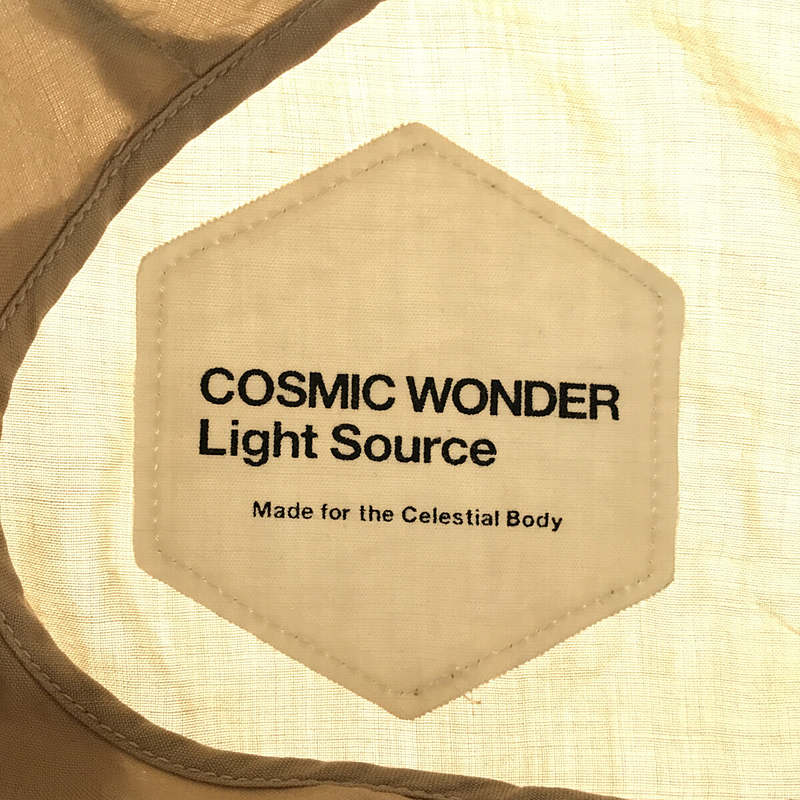 COSMIC WONDER
Light Source
Made for the Celestial Body